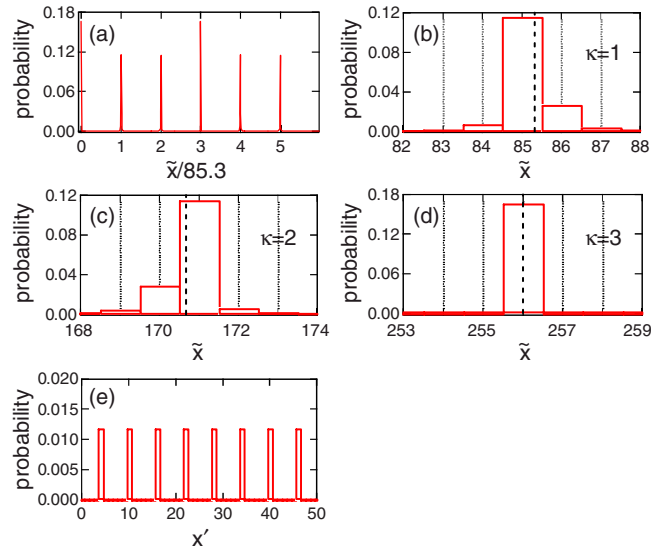 (a)
probability
0.18
0.12
0.06
0.00
0 1 2 3 4 5
x̃/85.3
(b)
κ=1
probability
0.12
0.08
0.04
0.00
82 83 84 85 86 87 88
x̃
(c)
κ=2
probability
0.12
0.08
0.04
0.00
168 170 172 174
x̃
(d)
κ=3
probability
0.18
0.12
0.06
0.00
253 255 257 259
x̃
(e)
probability
0.020
0.015
0.010
0.005
0.000
0 10 20 30 40 50
x′